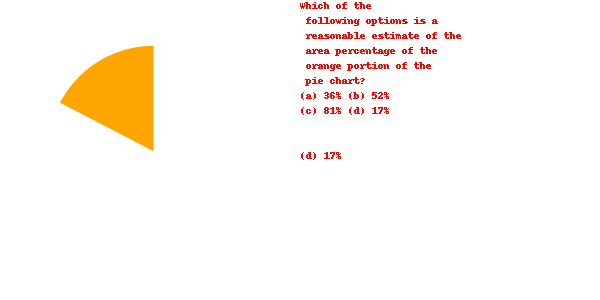 Which of the
following options is a
reasonable estimate of the
area percentage of the
orange portion of the
pie chart?
(a) 36% (b) 52%
(c) 81% (d) 17%
(d) 17%